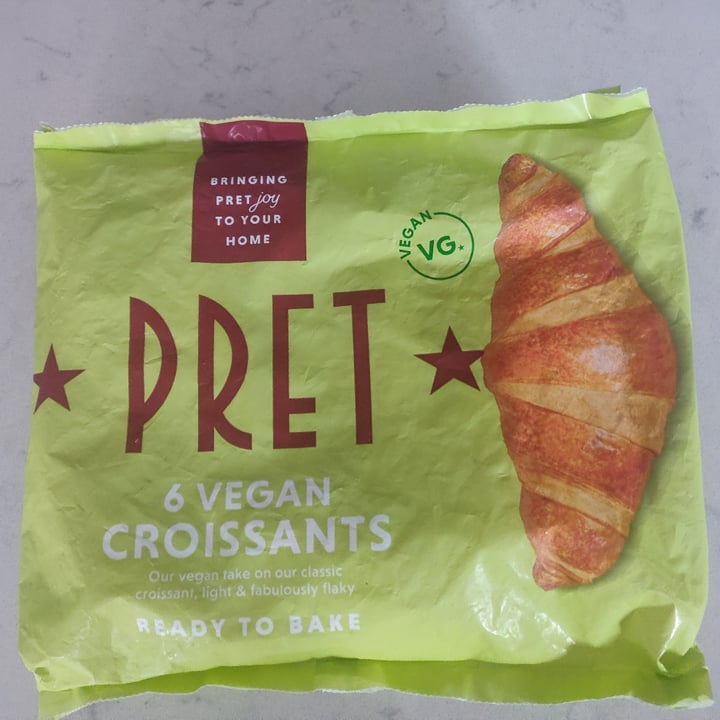 BRINGING
PRET joy
TO YOUR
HOME
VEGAN
VG
PRET
6 VEGAN
CROISSANTS
Our vegan take on our classic
croissant, light & fabulously flaky
READY TO BAKE